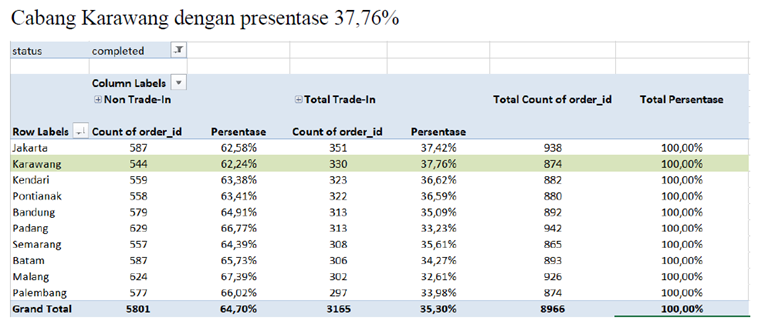 Cabang Karawang dengan presentase 37,76%
status completed
Column Labels
Non Trade-In Total Trade-In Total Count of order_id Total Persentase
Row Labels Count of order_id Persentase Count of order_id Persentase
Jakarta 587 62,58% 351 37,42% 938 100,00%
Karawang 544 62,24% 330 37,76% 874 100,00%
Kendari 559 63,38% 323 36,62% 882 100,00%
Pontianak 558 63,41% 322 36,59% 880 100,00%
Bandung 579 64,91% 313 35,09% 892 100,00%
Padang 629 66,77% 313 33,23% 942 100,00%
Semarang 557 64,39% 308 35,61% 865 100,00%
Batam 587 65,73% 306 34,27% 893 100,00%
Malang 624 67,39% 302 32,61% 926 100,00%
Palembang 577 66,02% 297 33,98% 874 100,00%
Grand Total 5801 64,70% 3165 35,30% 8966 100,00%